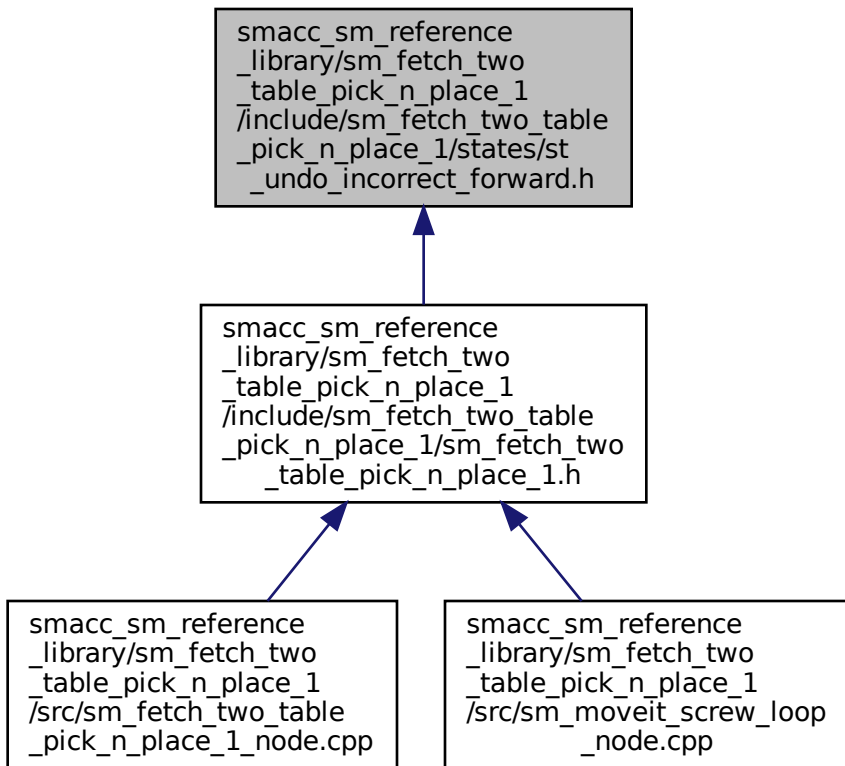 smacc_sm_reference
_library/sm_fetch_two
_table_pick_n_place_1
/include/sm_fetch_two_table
_pick_n_place_1/states/st
_undo_incorrect_forward.h
smacc_sm_reference
_library/sm_fetch_two
_table_pick_n_place_1
/include/sm_fetch_two_table
_pick_n_place_1/sm_fetch_two
_table_pick_n_place_1.h
smacc_sm_reference
_library/sm_fetch_two
_table_pick_n_place_1
/src/sm_fetch_two_table
_pick_n_place_1_node.cpp
smacc_sm_reference
_library/sm_fetch_two
_table_pick_n_place_1
/src/sm_moveit_screw_loop
_node.cpp